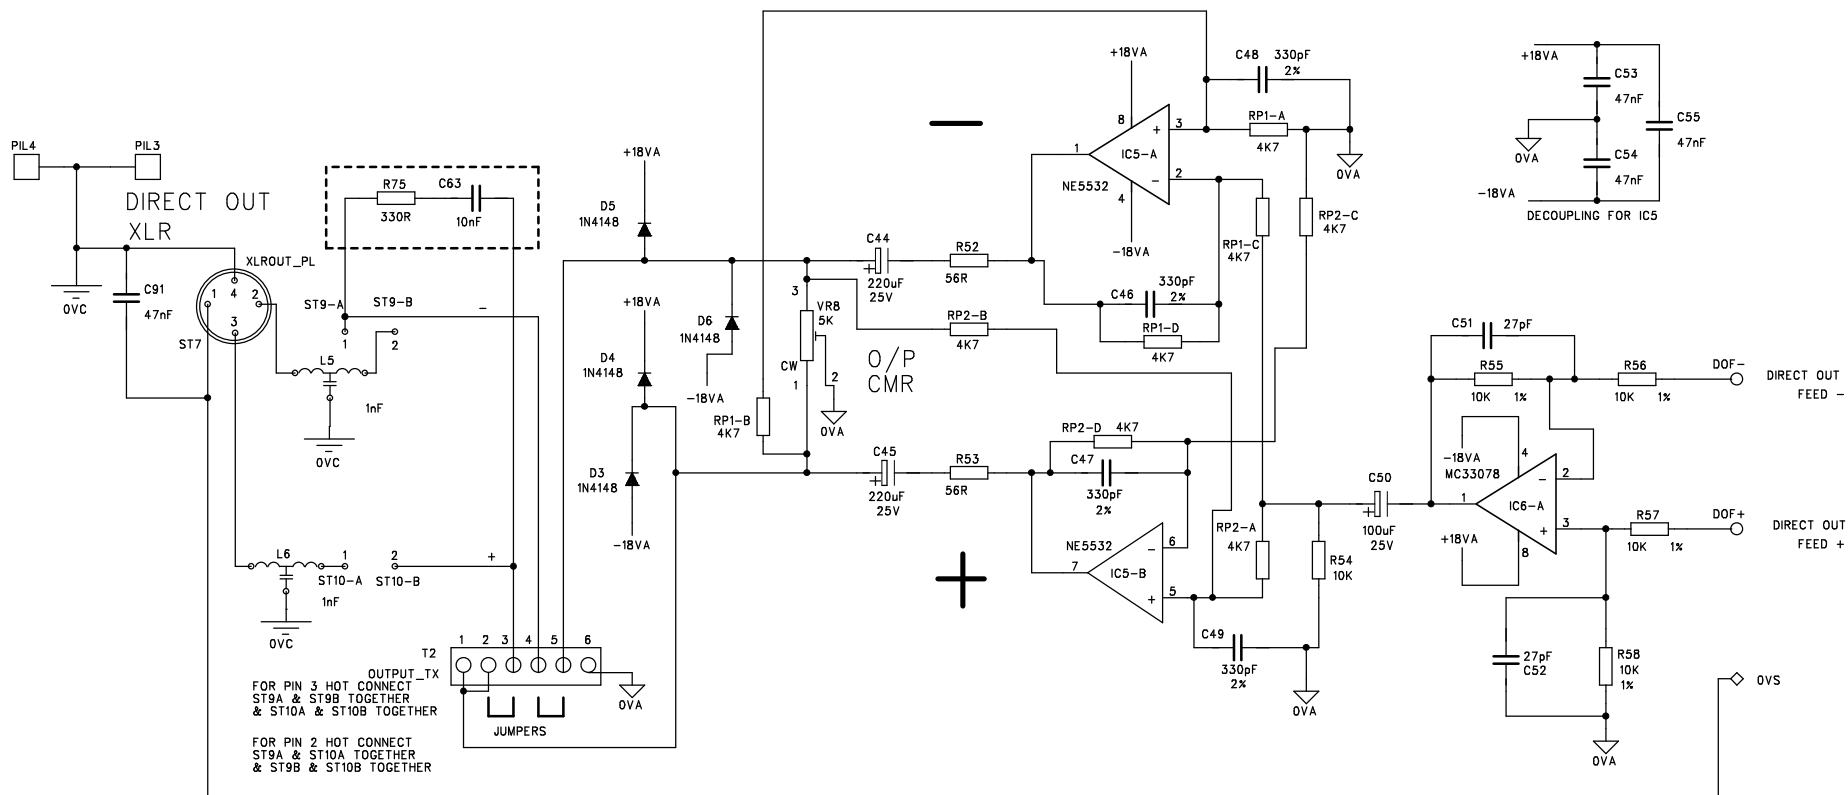 PIL4
PIL3
DIRECT OUT
XLR
XLROUT_PL
1
4
2
3
ST7
C91
47nF
0VC
R75
330R
C63
10nF
ST9-A
ST9-B
1
2
-
L5
1nF
0VC
L6
1nF
0VC
1
2
ST10-A
ST10-B
+
T2
OUTPUT_TX
1 2 3 4 5 6
JUMPERS
0VA
FOR PIN 3 HOT CONNECT
ST9A & ST9B TOGETHER
& ST10A & ST10B TOGETHER
FOR PIN 2 HOT CONNECT
ST9A & ST10A TOGETHER
& ST9B & ST10B TOGETHER
+18VA
D5
1N4148
+18VA
D4
1N4148
D6
1N4148
-18VA
D3
1N4148
-18VA
RP1-B
4K7
3
VR8
5K
CW
1
2
0VA
O/P
CMR
C44
+
220uF
25V
R52
56R
RP2-B
4K7
C45
+
220uF
25V
R53
56R
−
+18VA
8
1
IC5-A
+
3
-
2
NE5532
4
-18VA
C48
330pF
2%
RP1-A
4K7
0VA
RP1-C
4K7
RP2-C
4K7
330pF
C46
2%
RP1-D
4K7
RP2-D
4K7
C47
330pF
2%
+
NE5532
7
IC5-B
-
6
+
5
RP2-A
4K7
C49
330pF
2%
R54
10K
0VA
C50
+
100uF
25V
C51
27pF
R55
10K
1%
R56
10K
1%
DOF-
DIRECT OUT
FEED -
-18VA
MC33078
4
1
IC6-A
-
2
+
3
+18VA
8
R57
10K
1%
DOF+
DIRECT OUT
FEED +
27pF
C52
R58
10K
1%
0VA
0VS
+18VA
C53
47nF
0VA
C54
47nF
C55
47nF
-18VA
DECOUPLING FOR IC5